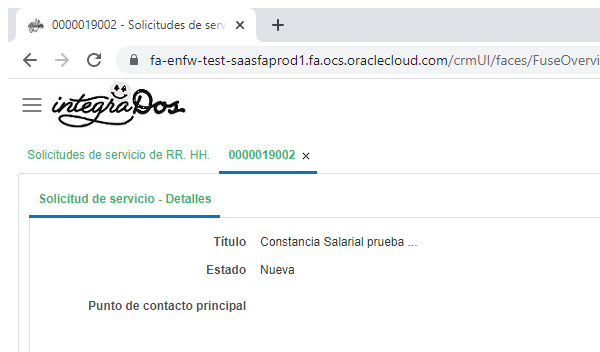 0000019002 - Solicitudes de serv
fa-enfw-test-saasfaprod1.fa.ocs.oraclecloud.com/crmUI/faces/FuseOvervi
integraDos
Solicitudes de servicio de RR. HH. 0000019002
Solicitud de servicio - Detalles
Título Constancia Salarial prueba ...
Estado Nueva
Punto de contacto principal